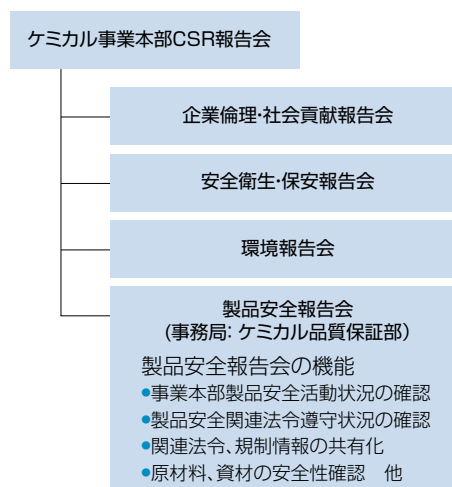 ケミカル事業本部CSR報告会
企業倫理・社会貢献報告会
安全衛生・保安報告会
環境報告会
製品安全報告会
(事務局:ケミカル品質保証部)
製品安全報告会の機能
●事業本部製品安全活動状況の確認
●製品安全関連法令遵守状況の確認
●関連法令、規制情報の共有化
●原材料、資材の安全性確認　他